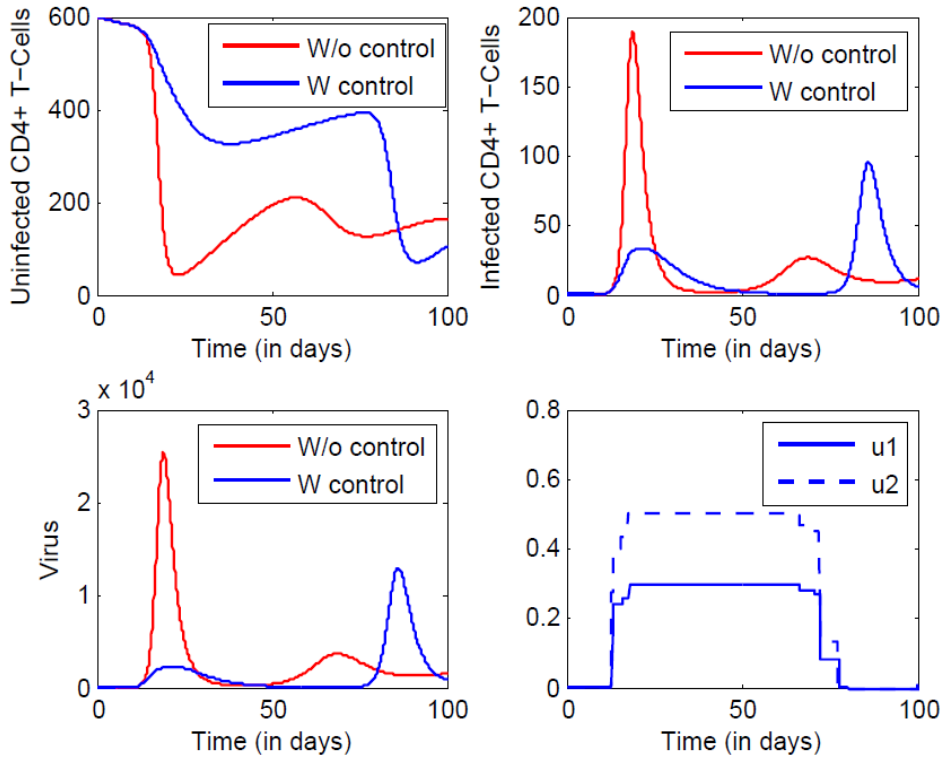 600
400
200
0
Uninfected CD4+ T-Cells
W/o control
W control
0
50
100
Time (in days)
200
150
100
50
0
Infected CD4+ T-Cells
W/o control
W control
0
50
100
Time (in days)
x 10^4
3
2
1
0
Virus
W/o control
W control
0
50
100
Time (in days)
0.8
0.6
0.4
0.2
0
u1
u2
0
50
100
Time (in days)